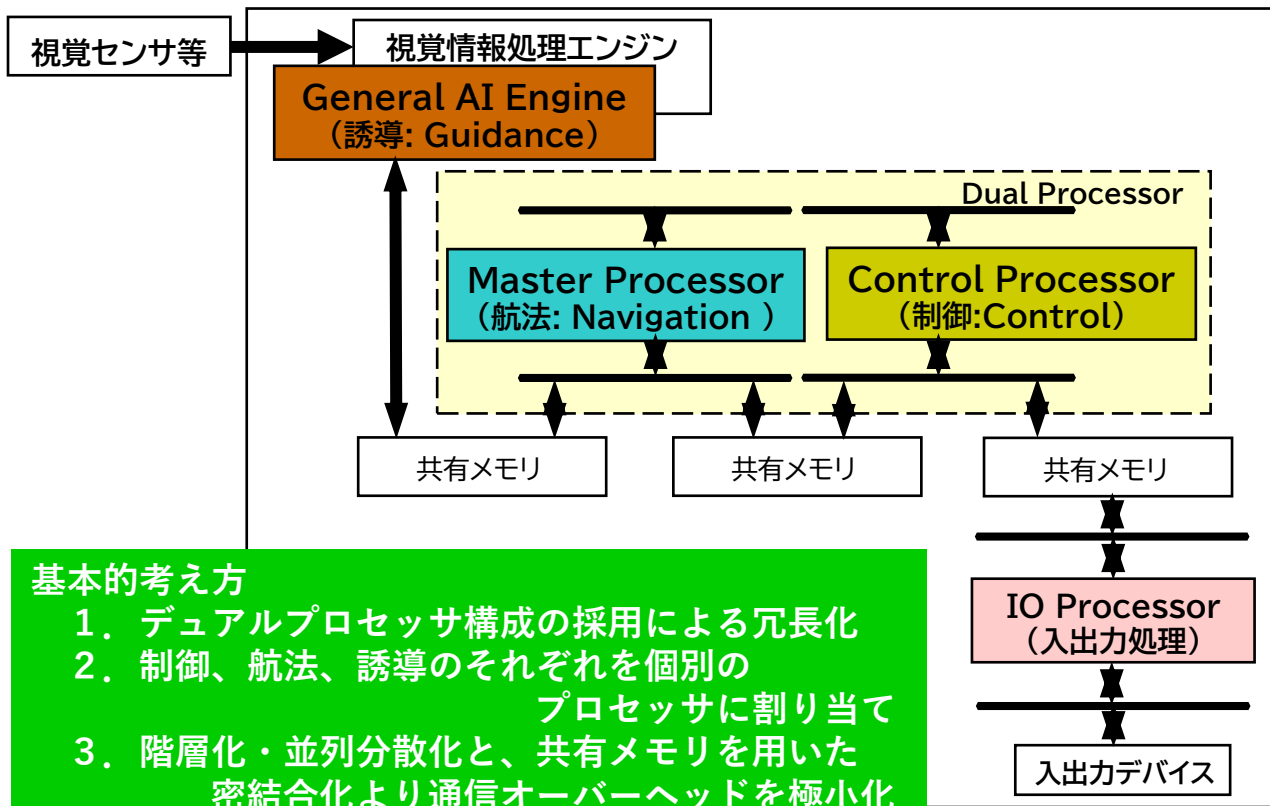 視覚センサ等
視覚情報処理エンジン
General AI Engine
（誘導: Guidance）
Dual Processor
Master Processor
（航法: Navigation ）
Control Processor
（制御:Control）
共有メモリ
共有メモリ
共有メモリ
IO Processor
（入出力処理）
入出力デバイス
基本的考え方
１．デュアルプロセッサ構成の採用による冗長化
２．制御、航法、誘導のそれぞれを個別の
プロセッサに割り当て
３．階層化・並列分散化と、共有メモリを用いた
密結合化より通信オーバーヘッドを極小化